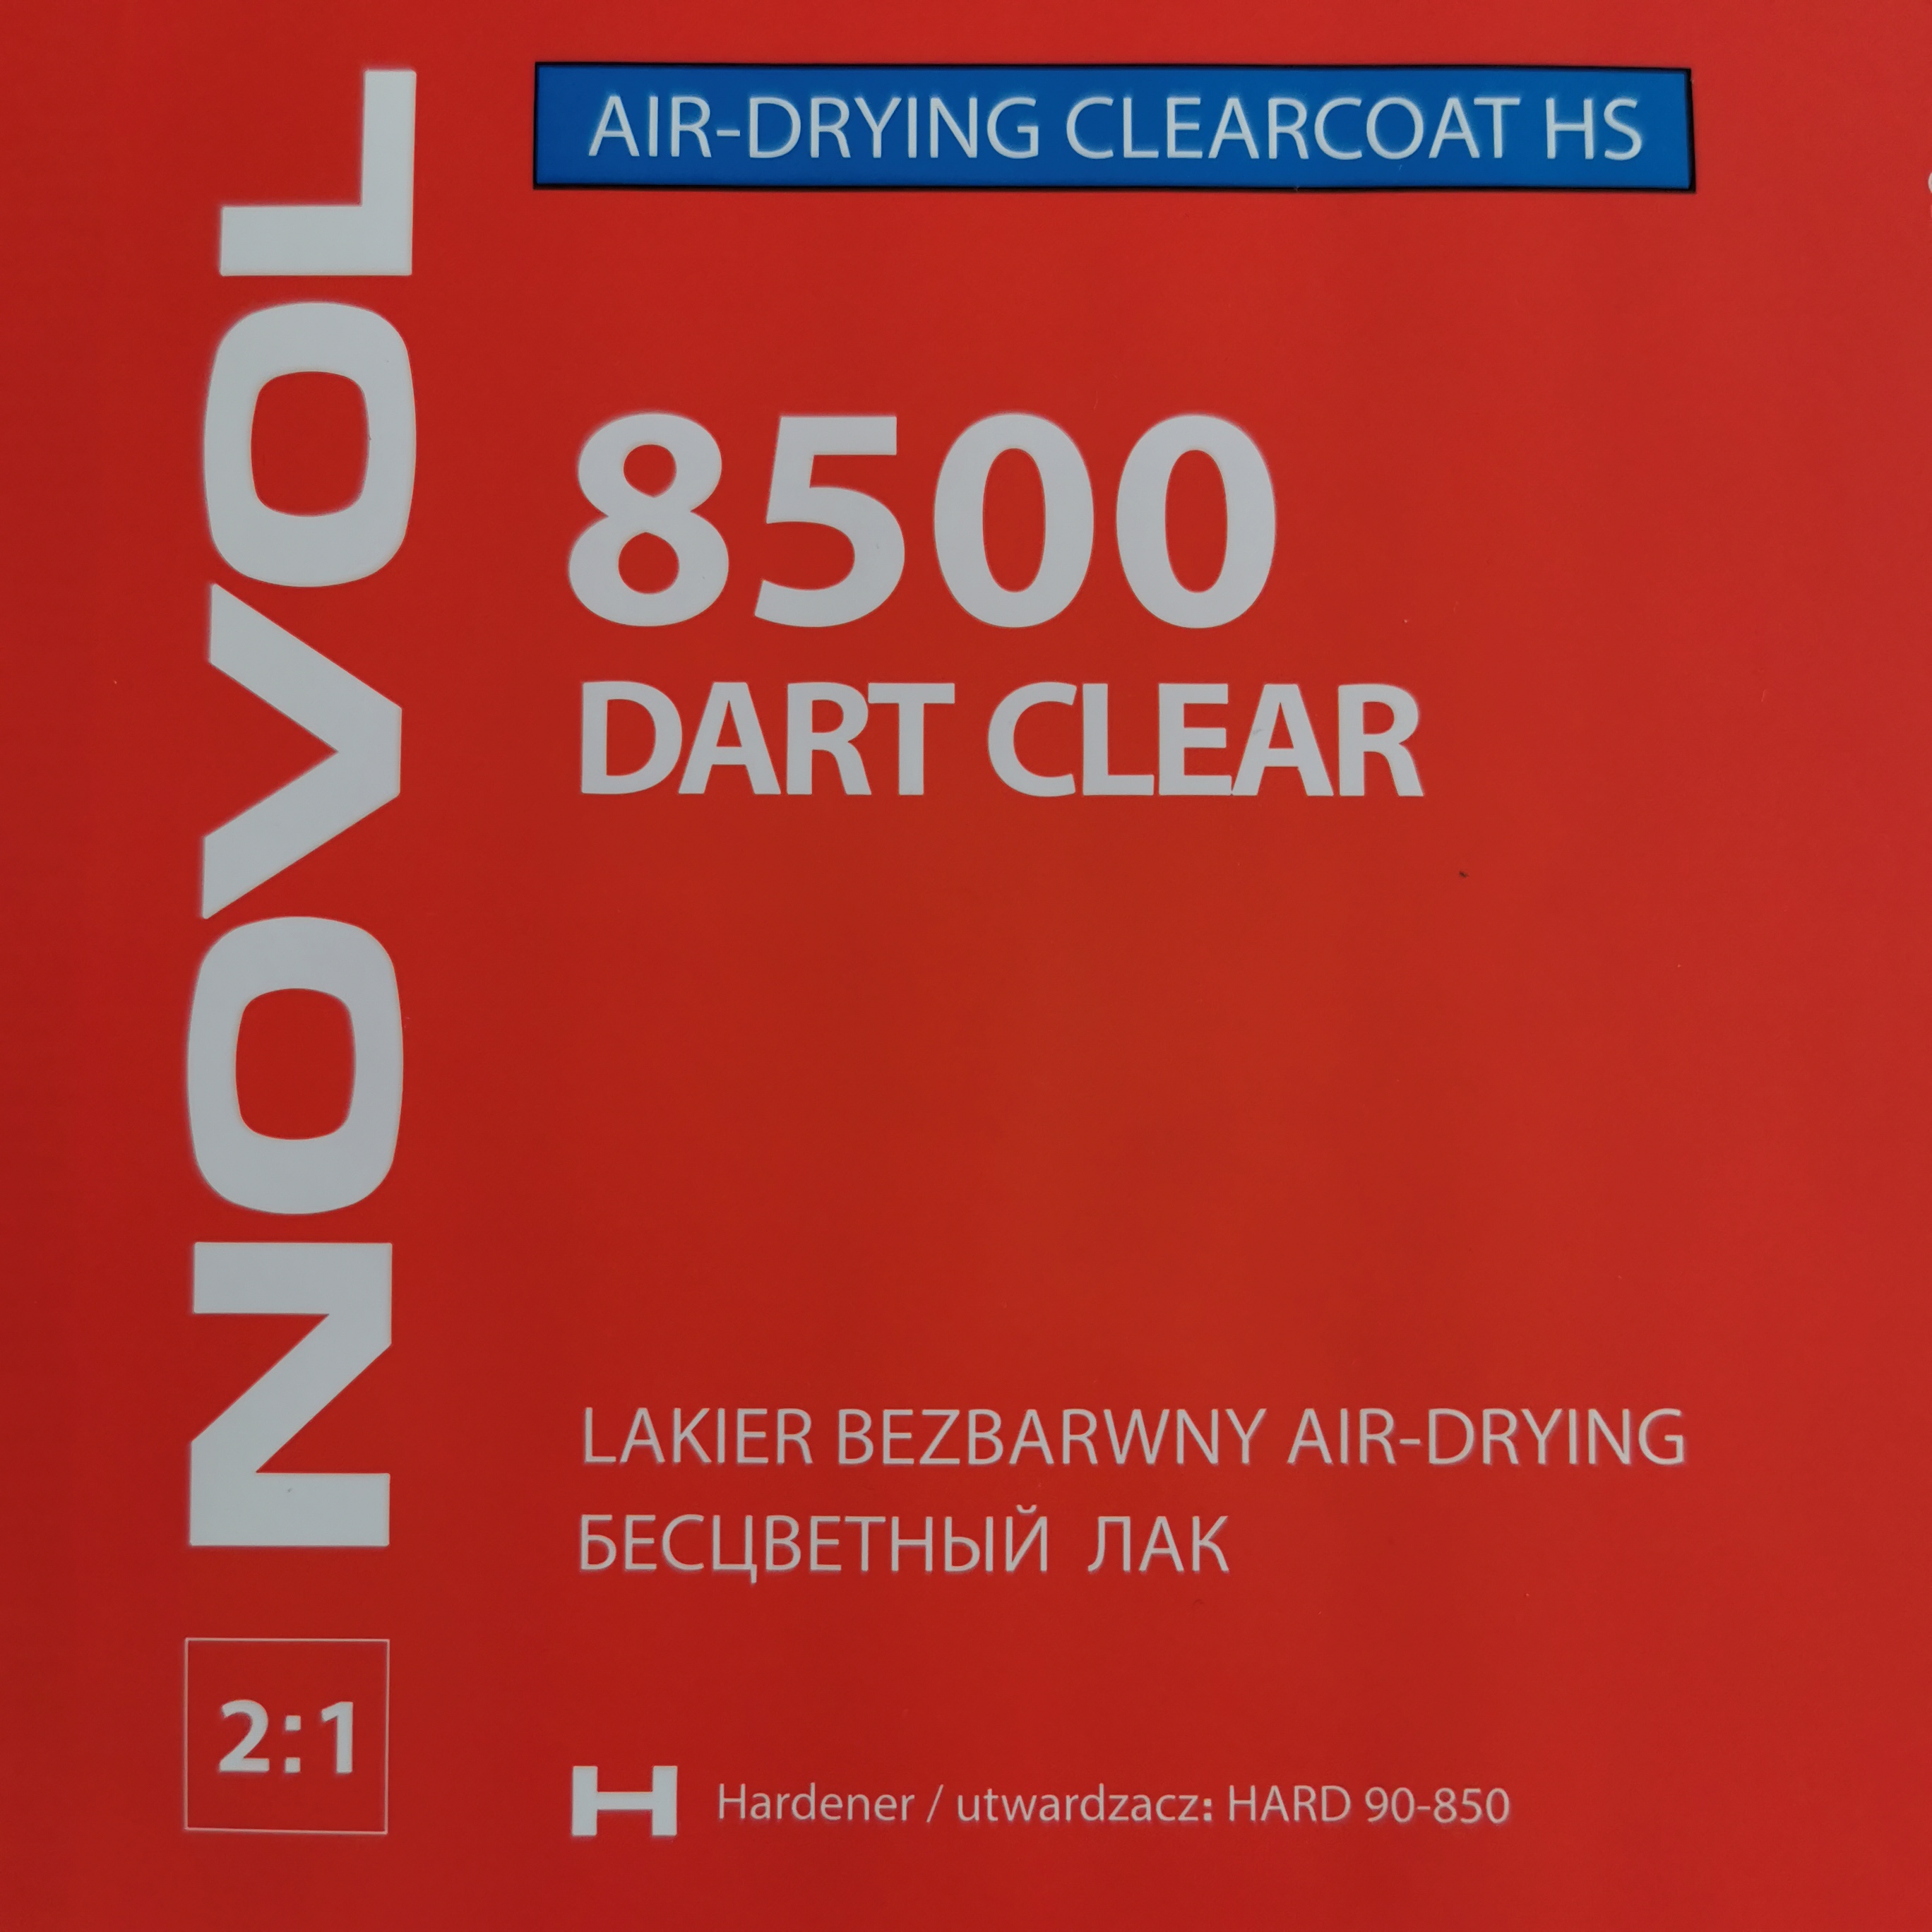 AIR-DRYING CLEARCOAT HS
NOVOL
8500
DART CLEAR
LAKIER BEZBARWNY AIR-DRYING
БЕСЦВЕТНЫЙ ЛАК
2:1
H Hardener / utwardzacz: HARD 90-850